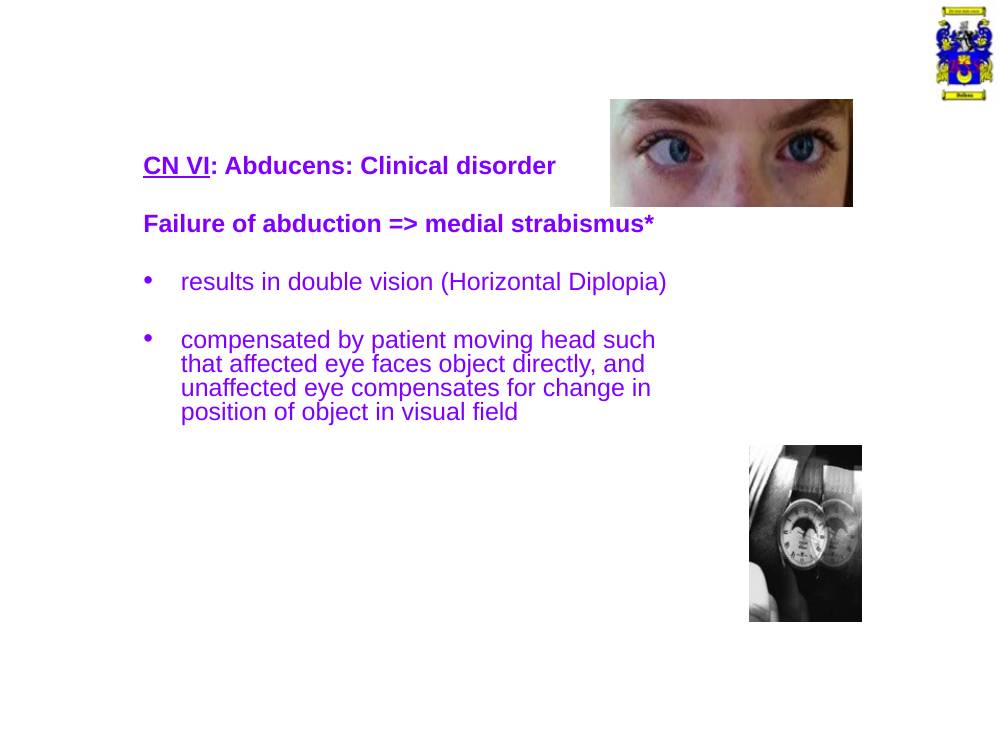 CN VI: Abducens: Clinical disorder
Failure of abduction => medial strabismus*
• results in double vision (Horizontal Diplopia)
• compensated by patient moving head such
that affected eye faces object directly, and
unaffected eye compensates for change in
position of object in visual field